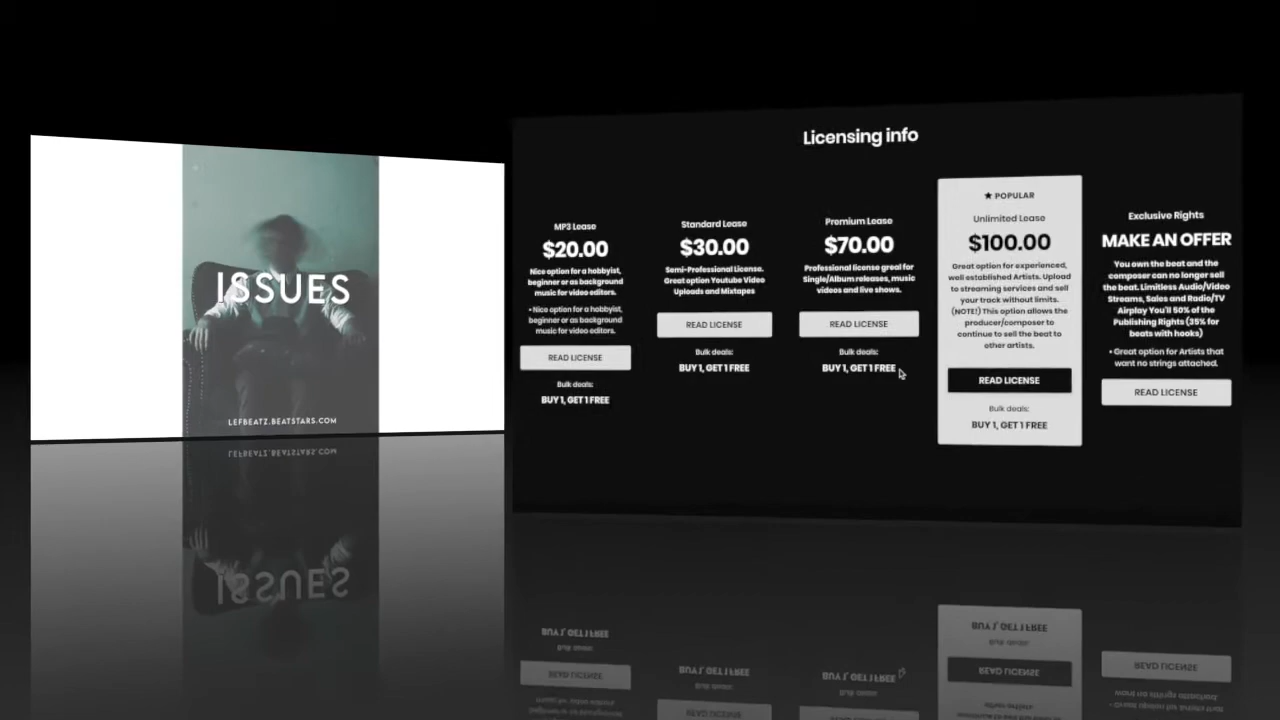 ISSUES
LEFBEATZ.BEATSTARS.COM
Licensing info
MP3 Lease
$20.00
Nice option for a hobbyist,
beginner or as background
music for video editors.
• Nice option for a hobbyist,
beginner or as background
music for video editors.
READ LICENSE
Bulk deals:
BUY 1, GET 1 FREE
Standard Lease
$30.00
Semi-Professional License.
Great option Youtube Video
Uploads and Mixtapes
READ LICENSE
Bulk deals:
BUY 1, GET 1 FREE
Premium Lease
$70.00
Professional license great for
Single/Album releases, music
videos and live shows.
READ LICENSE
Bulk deals:
BUY 1, GET 1 FREE
★ POPULAR
Unlimited Lease
$100.00
Great option for experienced,
well established Artists. Upload
to streaming services and sell
your track without limits.
(NOTE!) This option allows the
producer/composer to
continue to sell the beat to
other artists.
READ LICENSE
Bulk deals:
BUY 1, GET 1 FREE
Exclusive Rights
MAKE AN OFFER
You own the beat and the
composer can no longer sell
the beat. Limitless Audio/Video
Streams, Sales and Radio/TV
Airplay You'll 50% of the
Publishing Rights (35% for
beats with hooks)
• Great option for Artists that
want no strings attached.
READ LICENSE